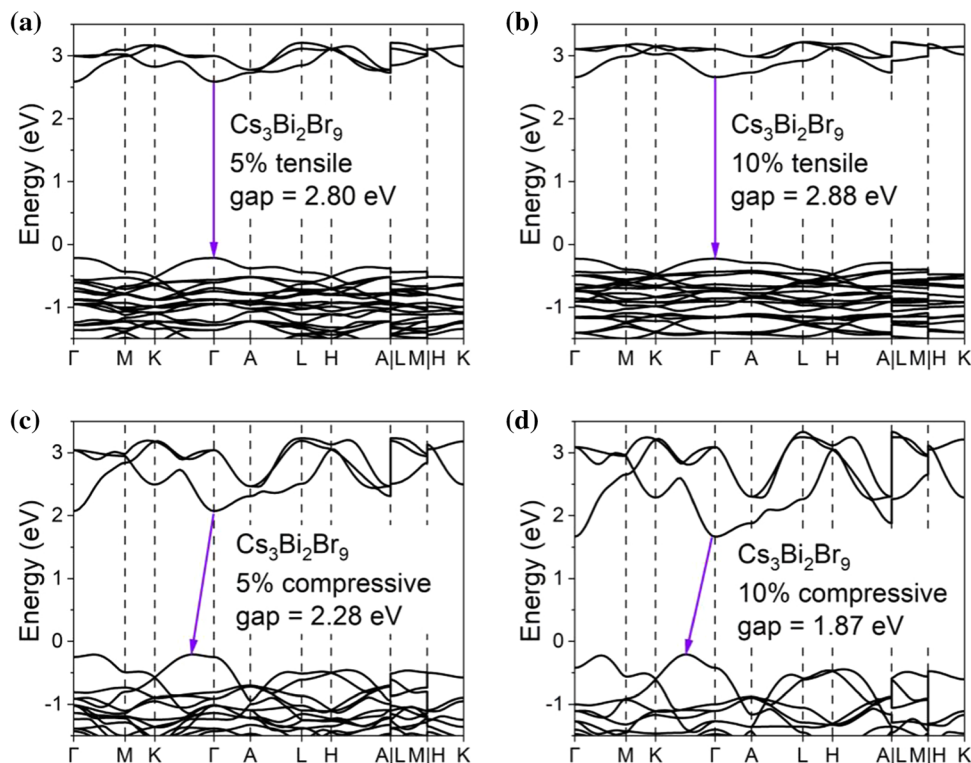 (a)
3
2
1
0
-1
Energy (eV)
Cs₃Bi₂Br₉
5% tensile
gap = 2.80 eV
Γ M K Γ A L H A|L M|H K
(b)
3
2
1
0
-1
Energy (eV)
Cs₃Bi₂Br₉
10% tensile
gap = 2.88 eV
Γ M K Γ A L H A|L M|H K
(c)
3
2
1
0
-1
Energy (eV)
Cs₃Bi₂Br₉
5% compressive
gap = 2.28 eV
Γ M K Γ A L H A|L M|H K
(d)
3
2
1
0
-1
Energy (eV)
Cs₃Bi₂Br₉
10% compressive
gap = 1.87 eV
Γ M K Γ A L H A|L M|H K